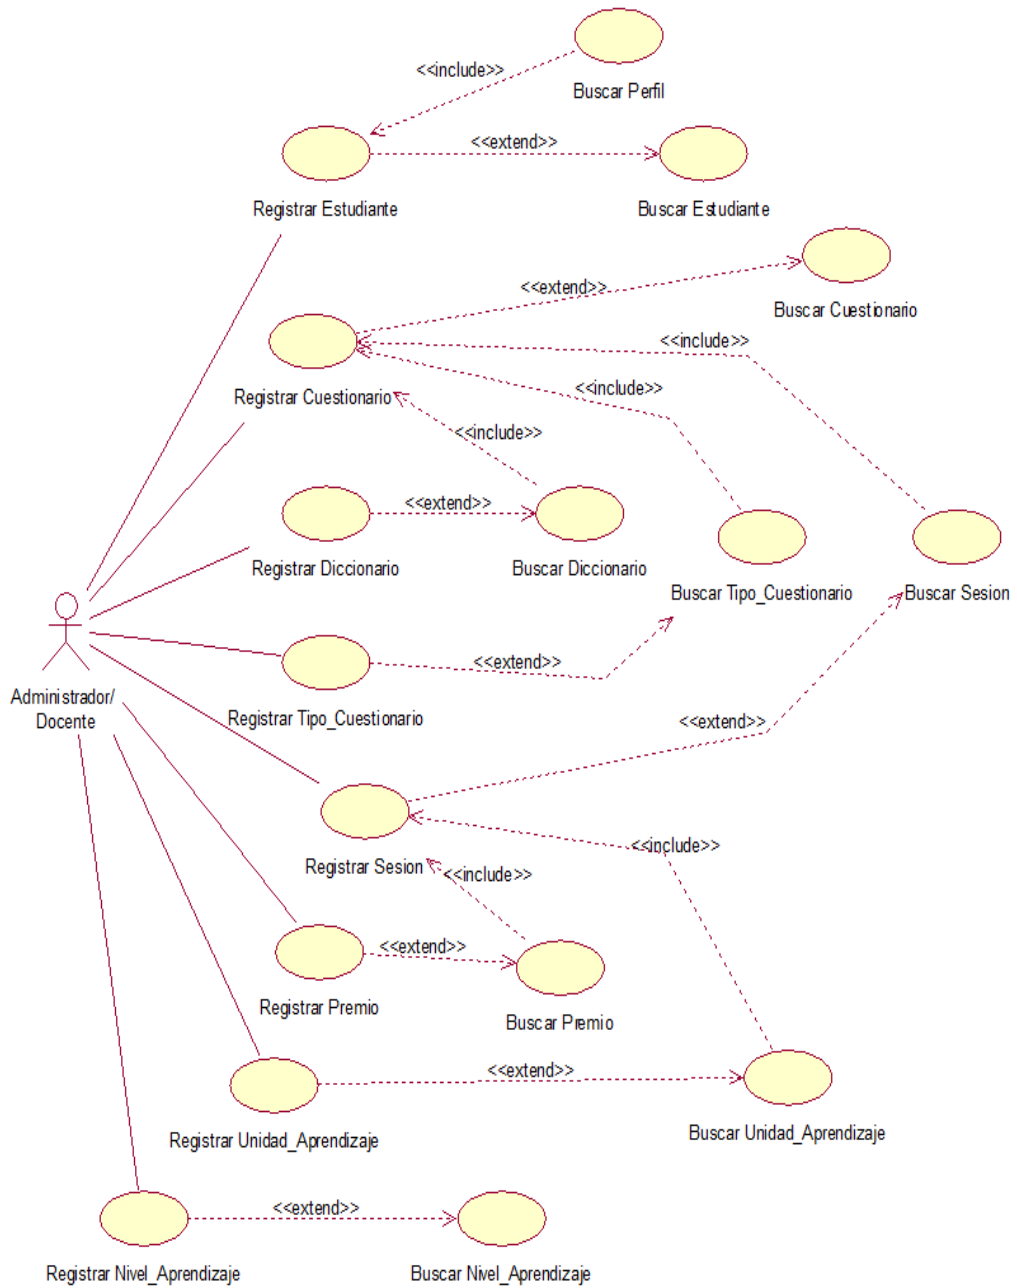 <<include>>
Buscar Perfil
<<extend>>
Registrar Estudiante
Buscar Estudiante
<<extend>>
Buscar Cuestionario
<<include>>
Registrar Cuestionario
<<include>>
<<include>>
<<extend>>
Registrar Diccionario
Buscar Diccionario
Buscar Tipo_Cuestionario
Buscar Sesion
<<extend>>
Administrador/
Docente
Registrar Tipo_Cuestionario
<<extend>>
<<include>>
Registrar Sesion
<<include>>
<<extend>>
Registrar Premio
Buscar Premio
<<extend>>
Registrar Unidad_Aprendizaje
Buscar Unidad_Aprendizaje
<<extend>>
Registrar Nivel_Aprendizaje
Buscar Nivel_Aprendizaje